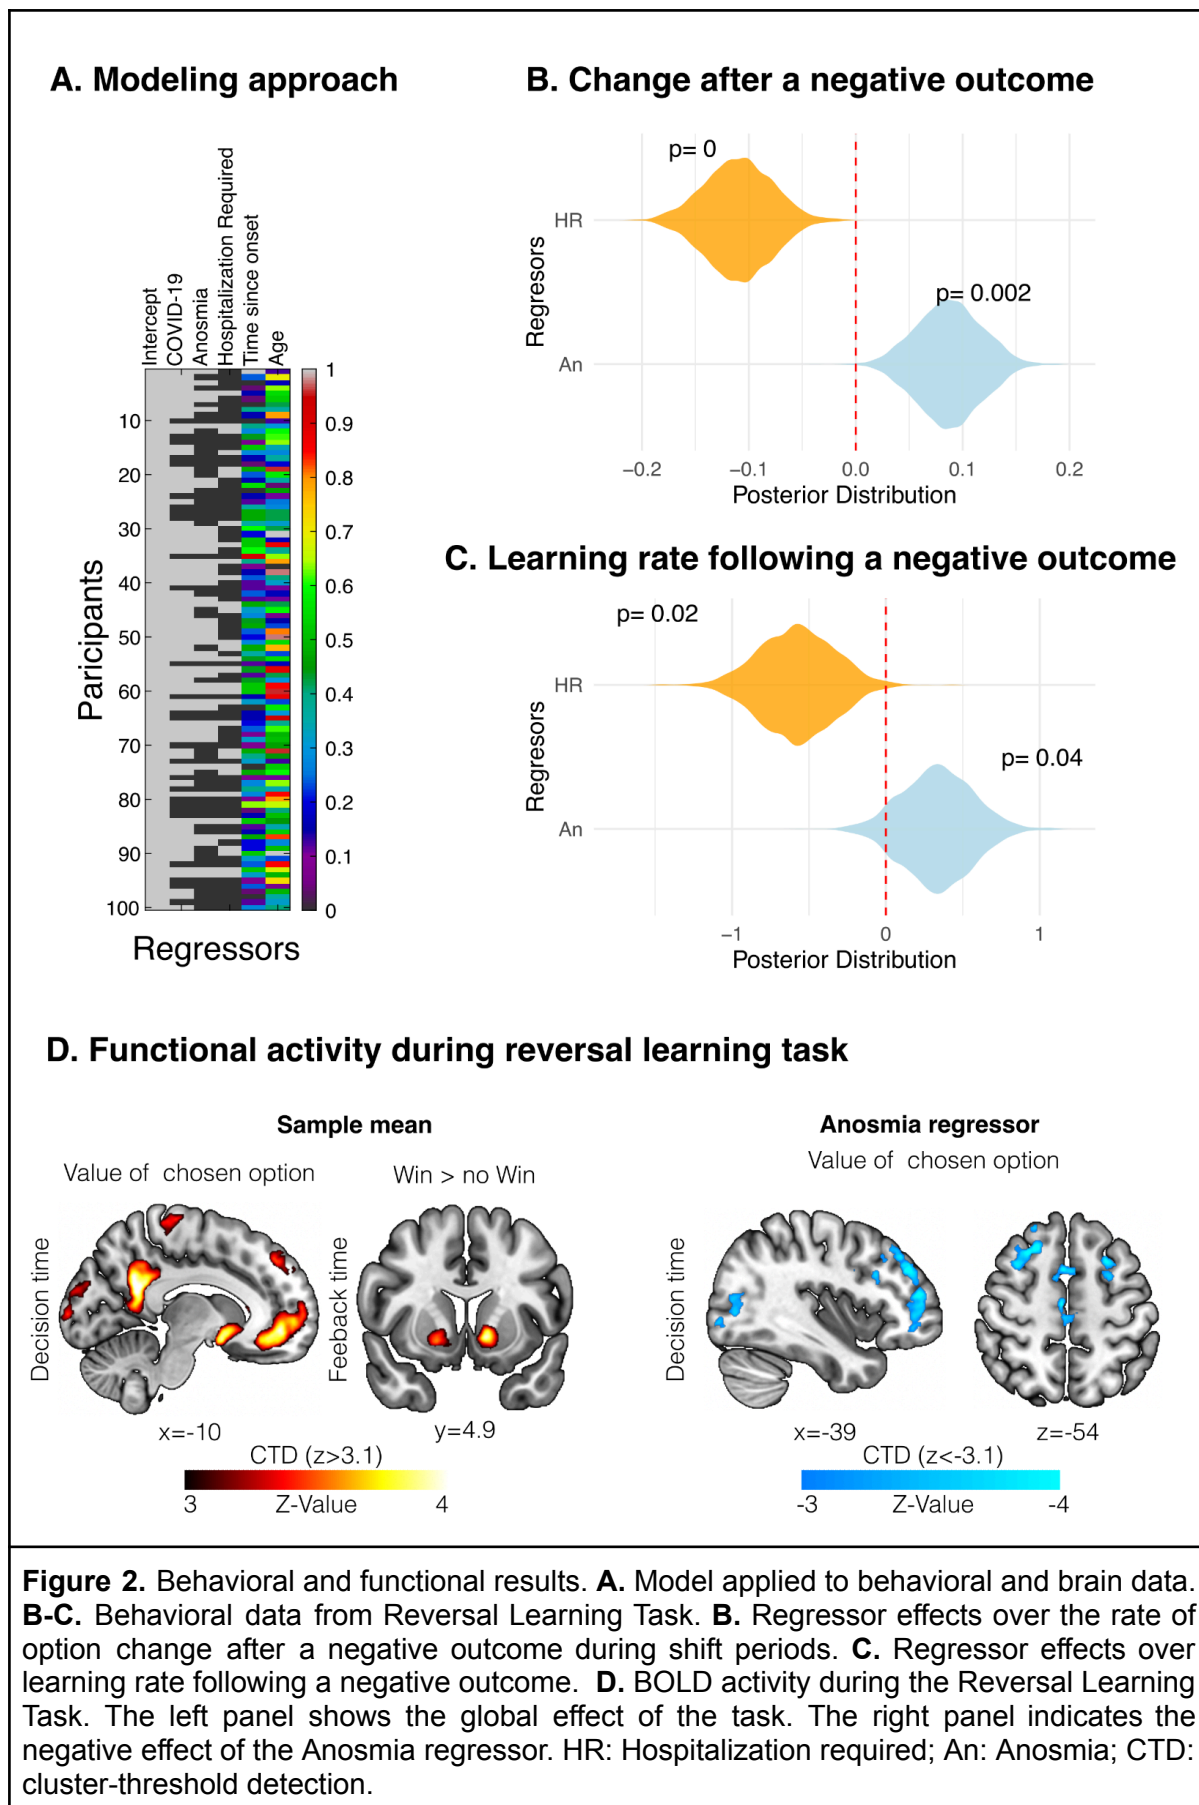 A. Modeling approach
Intercept
COVID-19
Anosmia
Hospitalization Required
Time since onset
Age
10
20
30
40
50
60
70
80
90
100
Paricipants
Regressors
1
0.9
0.8
0.7
0.6
0.5
0.4
0.3
0.2
0.1
0
B. Change after a negative outcome
p= 0
HR
p= 0.002
An
Regresors
−0.2
−0.1
0.0
0.1
0.2
Posterior Distribution
C. Learning rate following a negative outcome
p= 0.02
HR
p= 0.04
An
Regresors
−1
0
1
Posterior Distribution
D. Functional activity during reversal learning task
Sample mean
Value of chosen option
Win > no Win
Decision time
Feeback time
x=-10
y=4.9
CTD (z>3.1)
3
Z-Value
4
Anosmia regressor
Value of chosen option
Decision time
x=-39
z=-54
CTD (z<-3.1)
-3
Z-Value
-4
Figure 2. Behavioral and functional results. A. Model applied to behavioral and brain data.
B-C. Behavioral data from Reversal Learning Task. B. Regressor effects over the rate of
option change after a negative outcome during shift periods. C. Regressor effects over
learning rate following a negative outcome. D. BOLD activity during the Reversal Learning
Task. The left panel shows the global effect of the task. The right panel indicates the
negative effect of the Anosmia regressor. HR: Hospitalization required; An: Anosmia; CTD:
cluster-threshold detection.